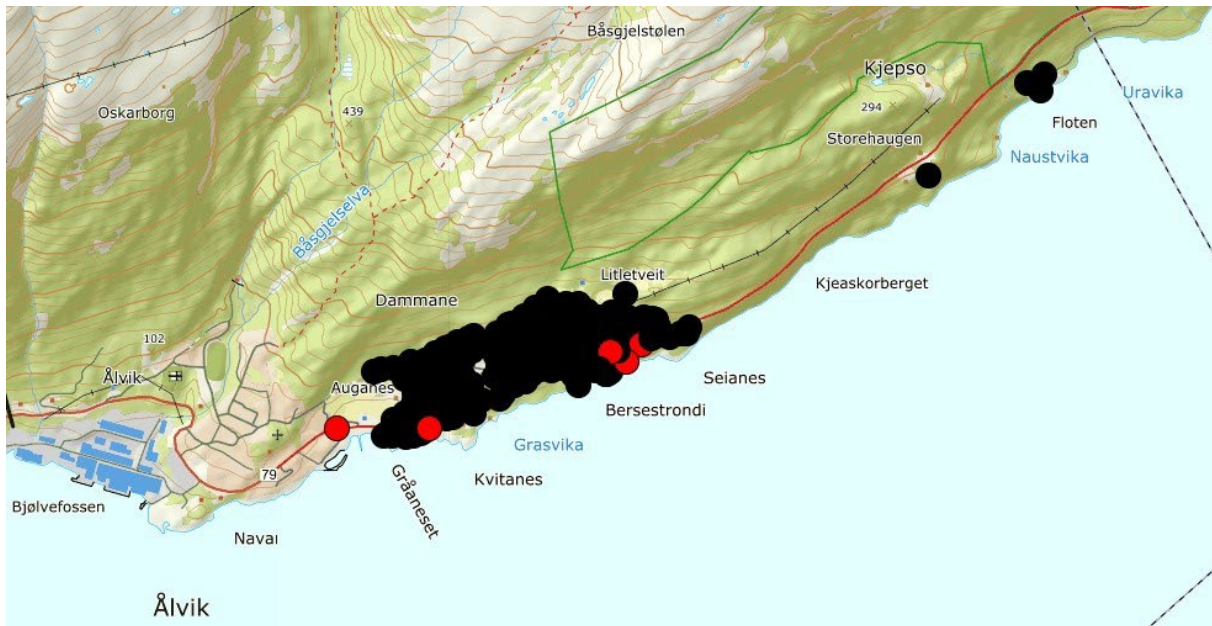 Båsgjelstølen
Kjepso
Uravika
Oskarborg
439
294
Floten
Storehaugen
Naustvika
Båsgjelselva
Litletveit
Kjeaskorberget
Dammane
102
Ålvik
Auganes
Seianes
Bersestrondi
Grasvika
79
Kvitanes
Gråaneset
Bjølvefossen
Navaı
Ålvik